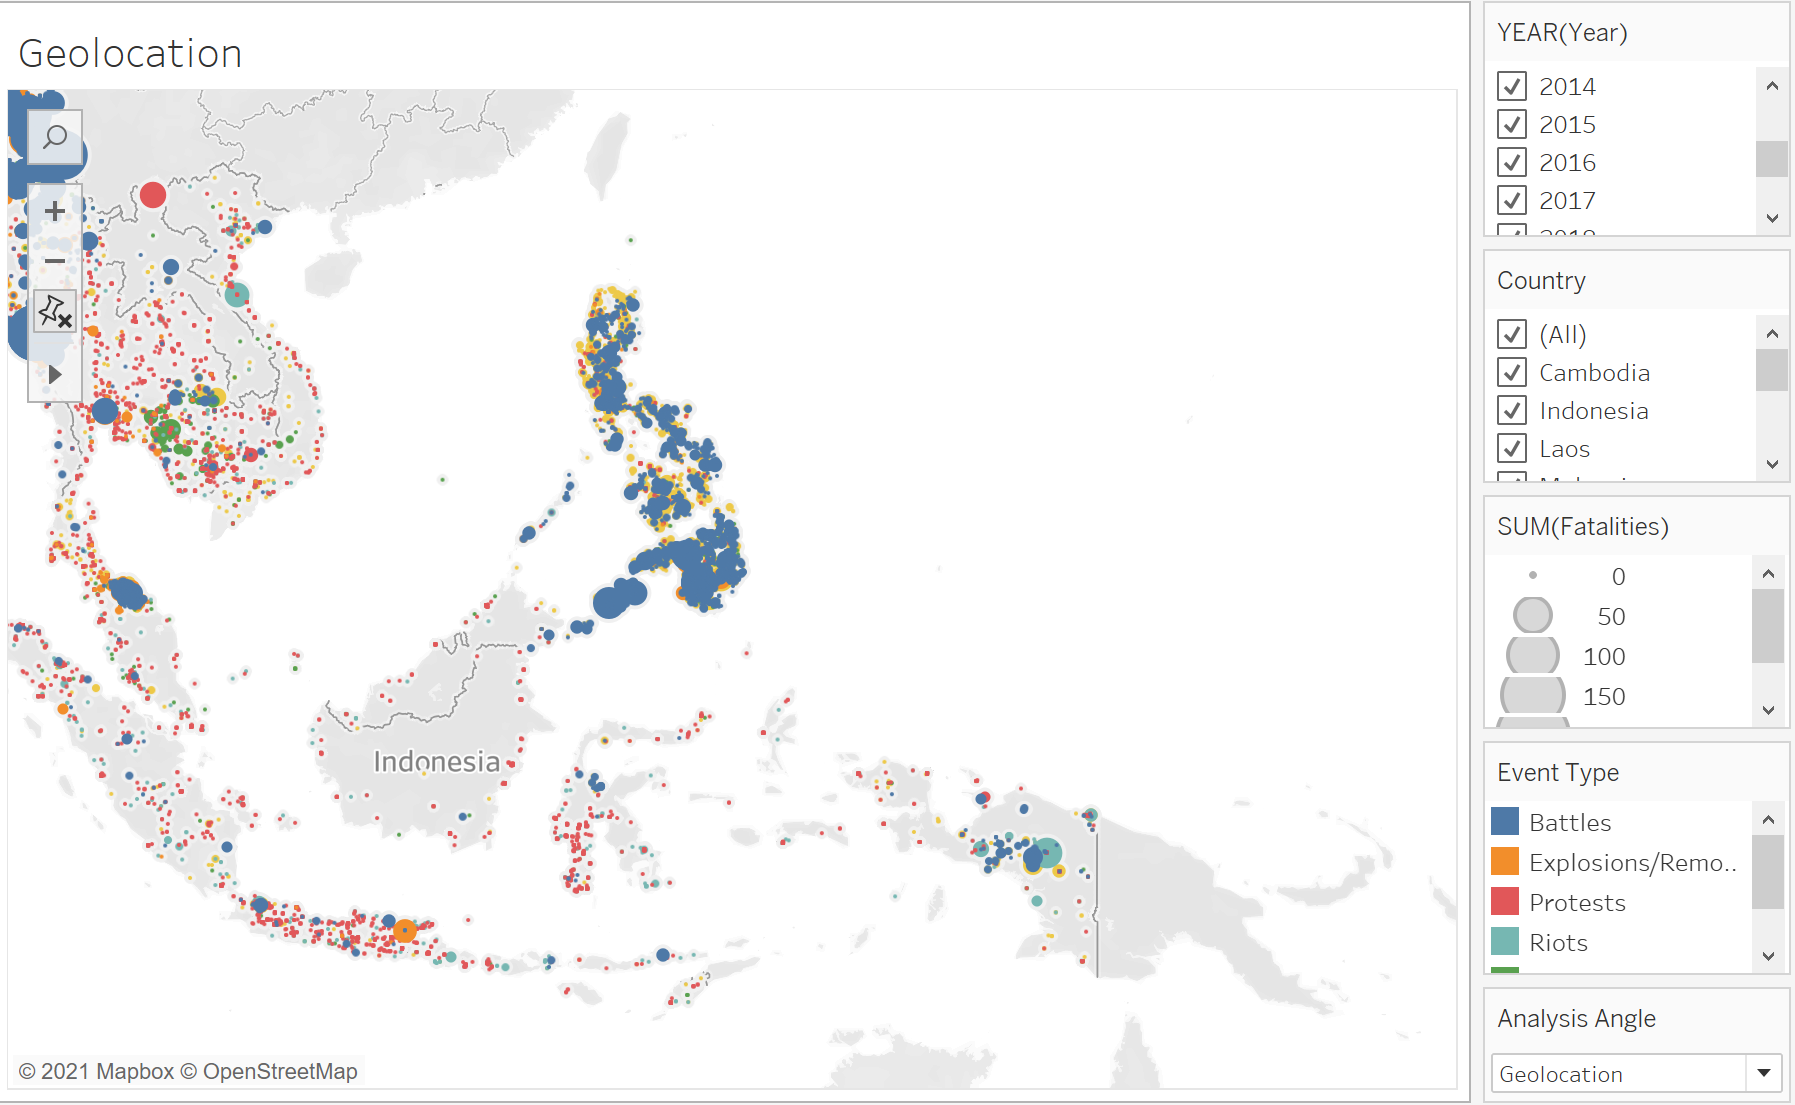 Geolocation
Indonesia
© 2021 Mapbox © OpenStreetMap
YEAR(Year)
2014
2015
2016
2017
Country
(All)
Cambodia
Indonesia
Laos
SUM(Fatalities)
0
50
100
150
Event Type
Battles
Explosions/Remo..
Protests
Riots
Analysis Angle
Geolocation